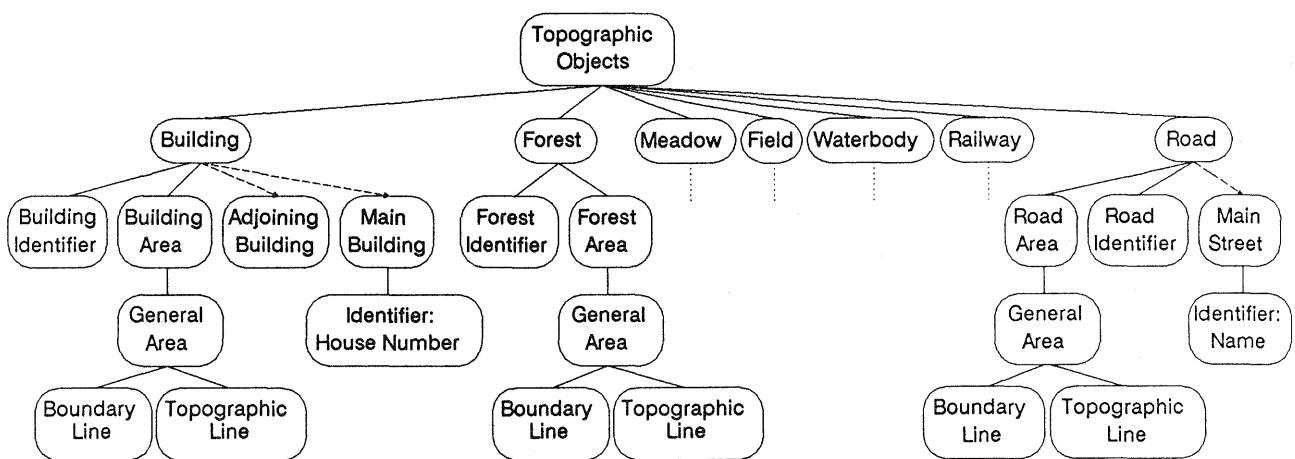 Topographic
Objects
Building
Forest
Meadow
Field
Waterbody
Railway
Road
Building
Identifier
Building
Area
Adjoining
Building
Main
Building
Forest
Identifier
Forest
Area
Road
Area
Road
Identifier
Main
Street
General
Area
Identifier:
House Number
General
Area
General
Area
Identifier:
Name
Boundary
Line
Topographic
Line
Boundary
Line
Topographic
Line
Boundary
Line
Topographic
Line